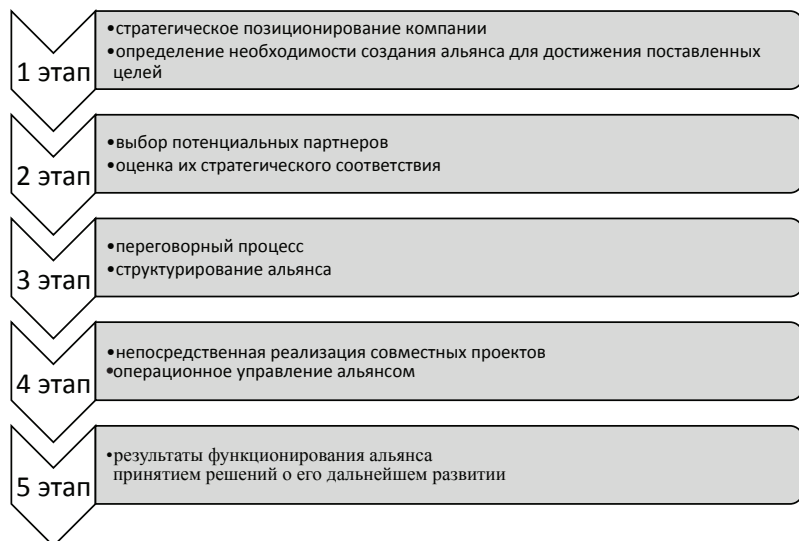 1 этап
•стратегическое позиционирование компании
•определение необходимости создания альянса для достижения поставленных
целей
2 этап
•выбор потенциальных партнеров
•оценка их стратегического соответствия
3 этап
•переговорный процесс
•структурирование альянса
4 этап
•непосредственная реализация совместных проектов
•операционное управление альянсом
5 этап
•результаты функционирования альянса
принятием решений о его дальнейшем развитии